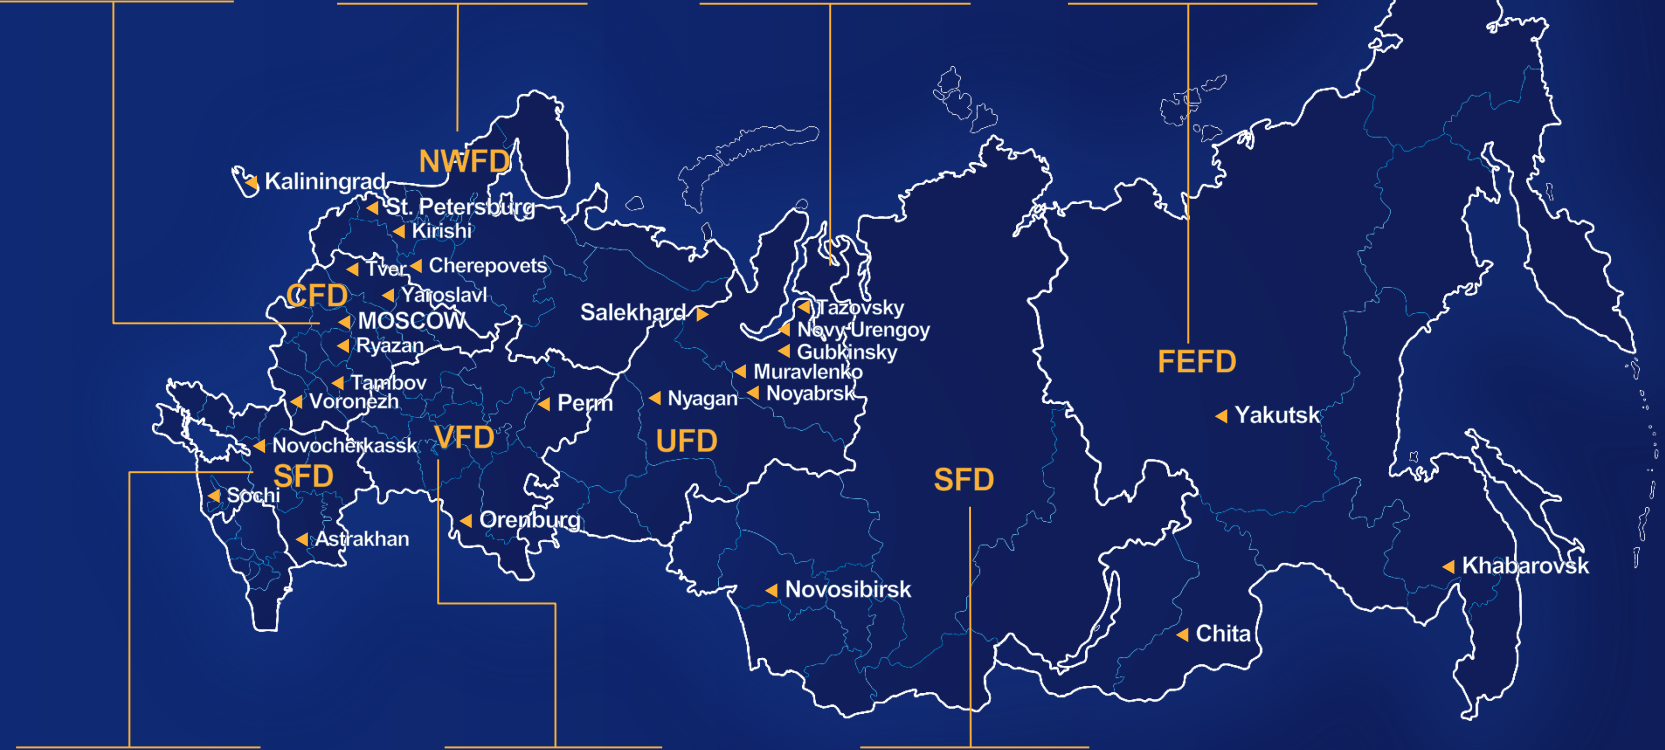 NWFD
Kaliningrad
St. Petersburg
Kirishi
Tver
Cherepovets
CFD
Yaroslavl
MOSCOW
Ryazan
Tambov
Voronezh
Novocherkassk
SFD
Sochi
Astrakhan
VFD
Perm
Orenburg
Salekhard
Tazovsky
Novy Urengoy
Gubkinsky
Muravlenko
Noyabrsk
Nyagan
UFD
SFD
Novosibirsk
FEFD
Yakutsk
Khabarovsk
Chita